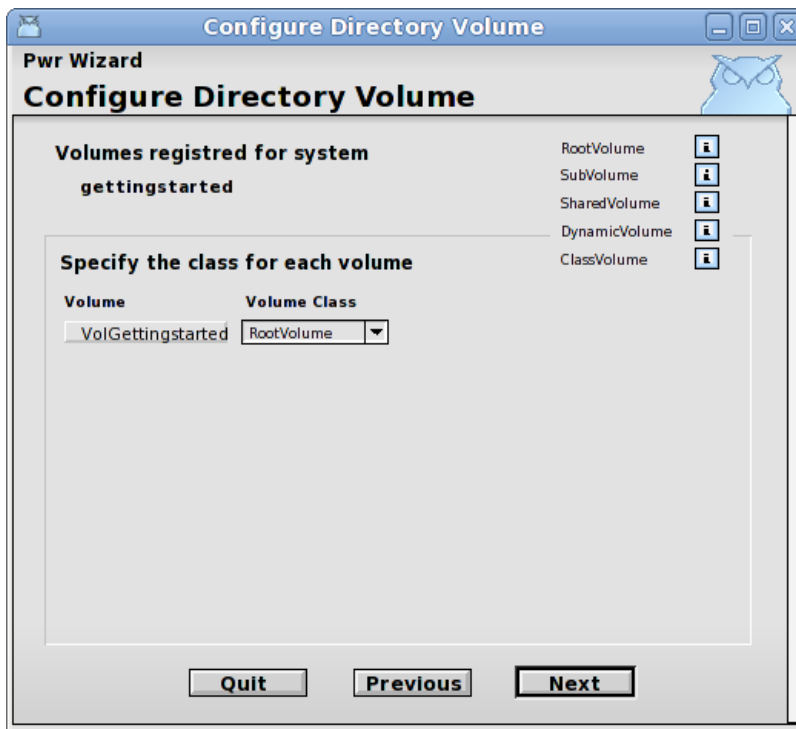 Configure Directory Volume
Pwr Wizard
Configure Directory Volume
Volumes registred for system
gettingstarted
RootVolume i
SubVolume i
SharedVolume i
DynamicVolume i
ClassVolume i
Specify the class for each volume
Volume Volume Class
VolGettingstarted RootVolume
Quit Previous Next